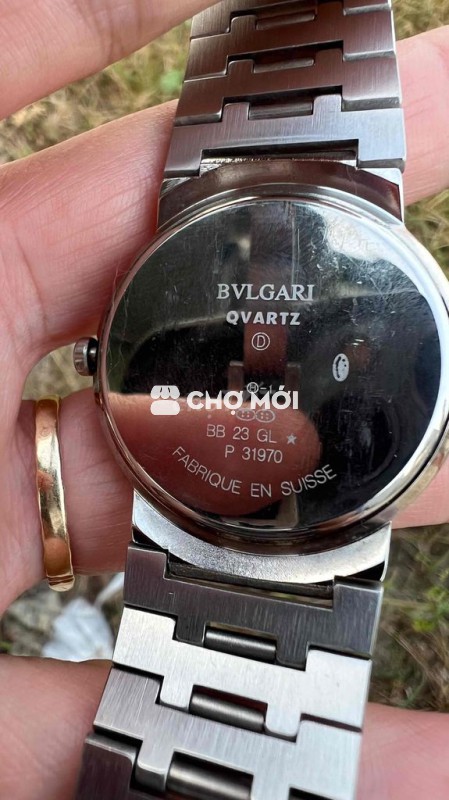 BVLGARI
QVARTZ
D
CHỢ MỚI
BB 23 GL
P 31970
FABRIQUE EN SUISSE